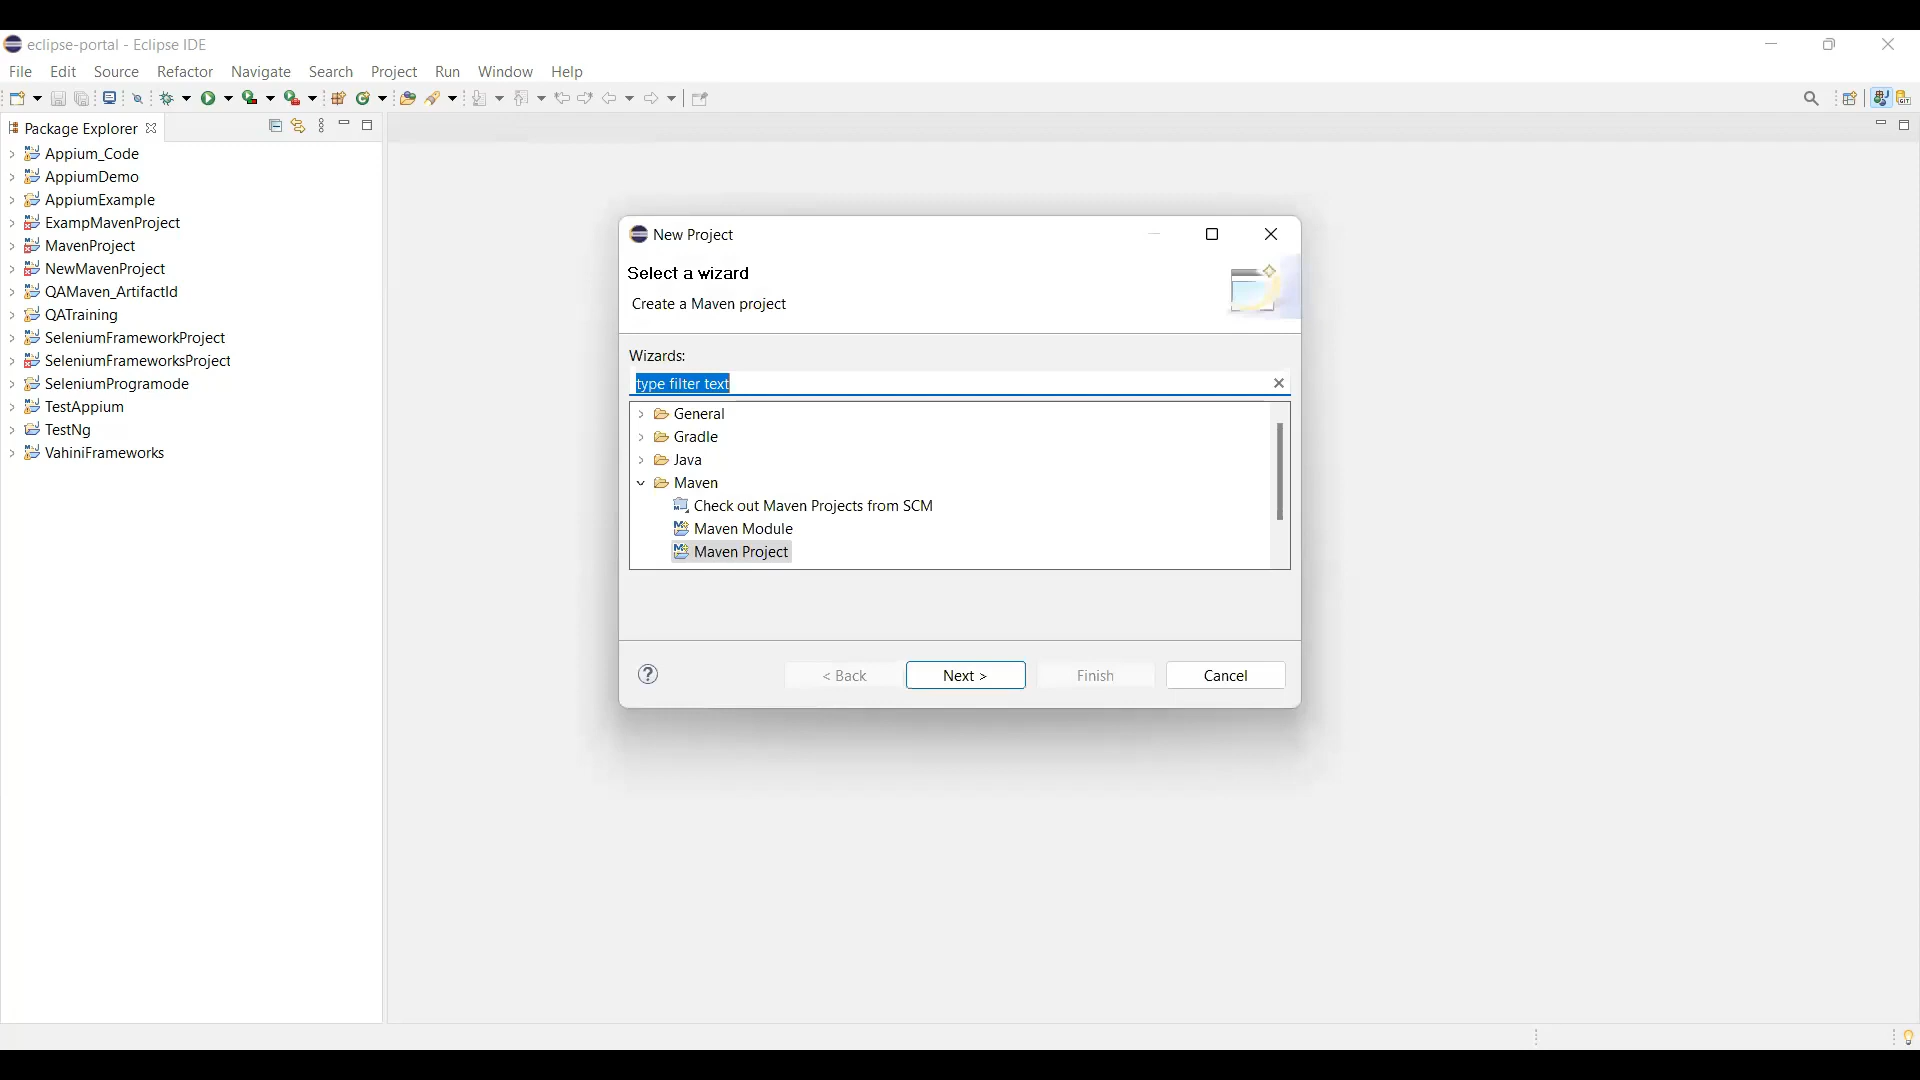 eclipse-portal - Eclipse IDE
File Edit Source Refactor Navigate Search Project Run Window Help
Package Explorer
Appium_Code
AppiumDemo
AppiumExample
ExampMavenProject
MavenProject
NewMavenProject
QAMaven_ArtifactId
QATraining
SeleniumFrameworkProject
SeleniumFrameworksProject
SeleniumProgramode
TestAppium
TestNg
VahiniFrameworks
New Project
Select a wizard
Create a Maven project
Wizards:
type filter text
General
Gradle
Java
Maven
Check out Maven Projects from SCM
Maven Module
Maven Project
< Back Next > Finish Cancel